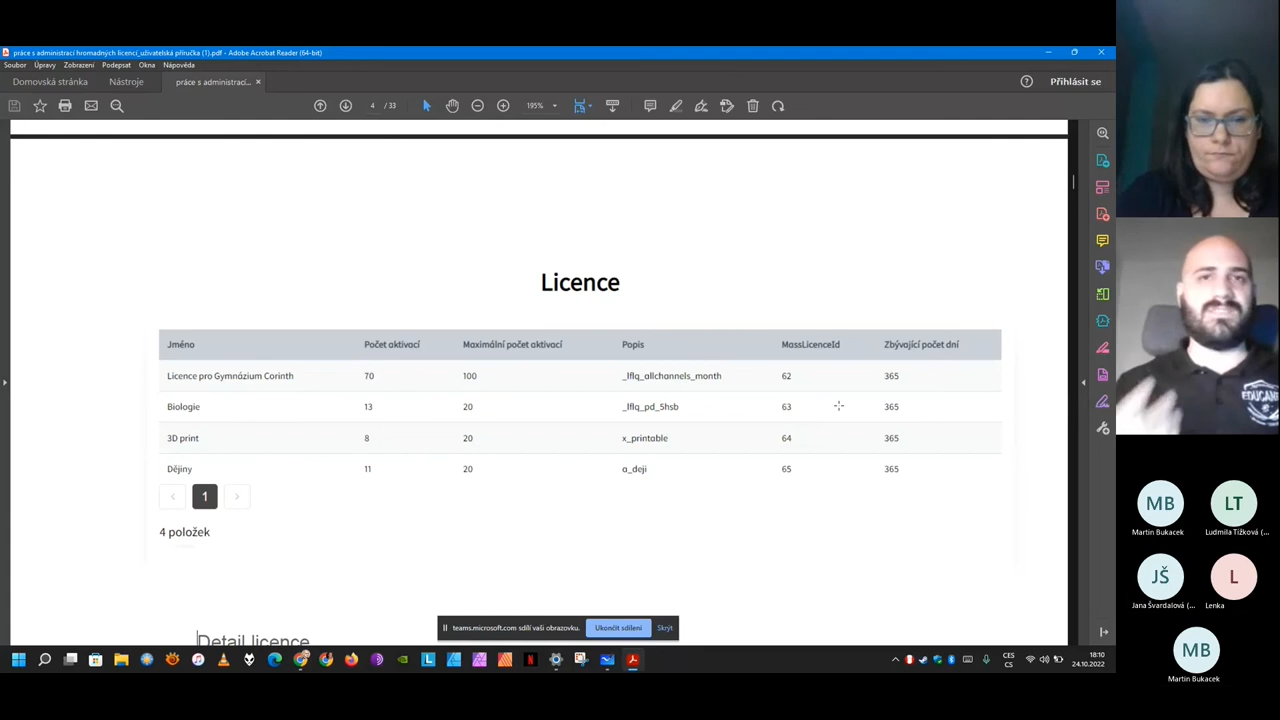 práce s administrací hromadných licencí_uživatelská příručka (1).pdf - Adobe Acrobat Reader (64-bit)
Soubor Úpravy Zobrazení Podepsat Okna Nápověda
Domovská stránka Nástroje práce s administrací... × Přihlásit se
4 / 33 195%
Licence
Jméno Počet aktivací Maximální počet aktivací Popis MassLicenceId Zbývající počet dní
Licence pro Gymnázium Corinth 70 100 _lflq_allchannels_month 62 365
Biologie 13 20 _lflq_pd_5hsb 63 365
3D print 8 20 x_printable 64 365
Dějiny 11 20 a_deji 65 365
< 1 >
4 položek
Detail licence
teams.microsoft.com sdílí vaši obrazovku. Ukončit sdílení Skrýt
CES
CS
18:10
24.10.2022
EDUCAN
MB
Martin Bukacek
LT
Ludmila Tížková (...
JŠ
Jana Švardalová (...
L
Lenka
MB
Martin Bukacek